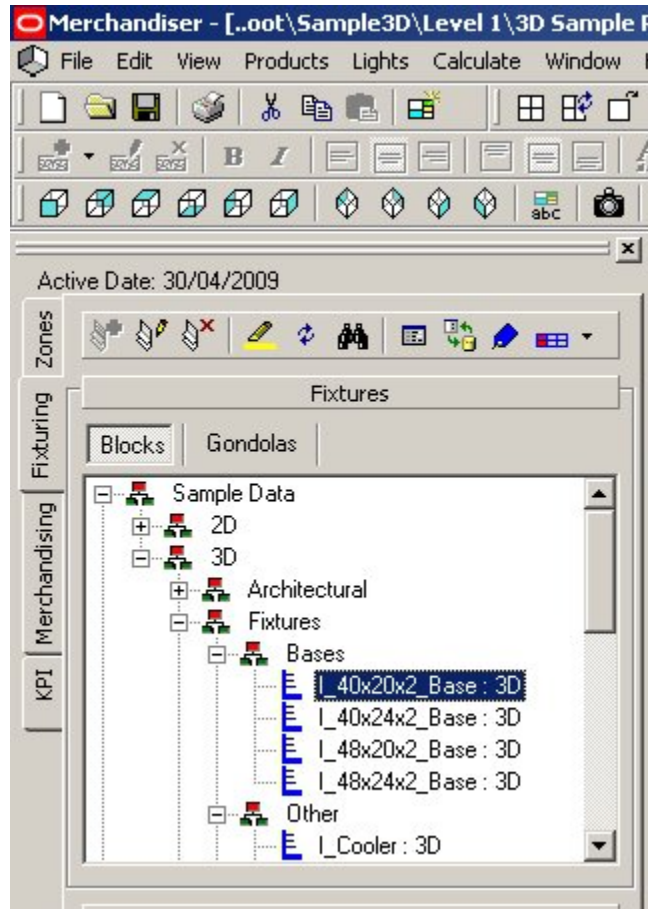 Merchandiser - [..oot\Sample3D\Level 1\3D Sample
File Edit View Products Lights Calculate Window
B I
abc
Active Date: 30/04/2009
Zones
Fixturing
Merchandising
KPI
Fixtures
Blocks Gondolas
Sample Data
2D
3D
Architectural
Fixtures
Bases
I_40x20x2_Base : 3D
I_40x24x2_Base : 3D
I_48x20x2_Base : 3D
I_48x24x2_Base : 3D
Other
I_Cooler : 3D